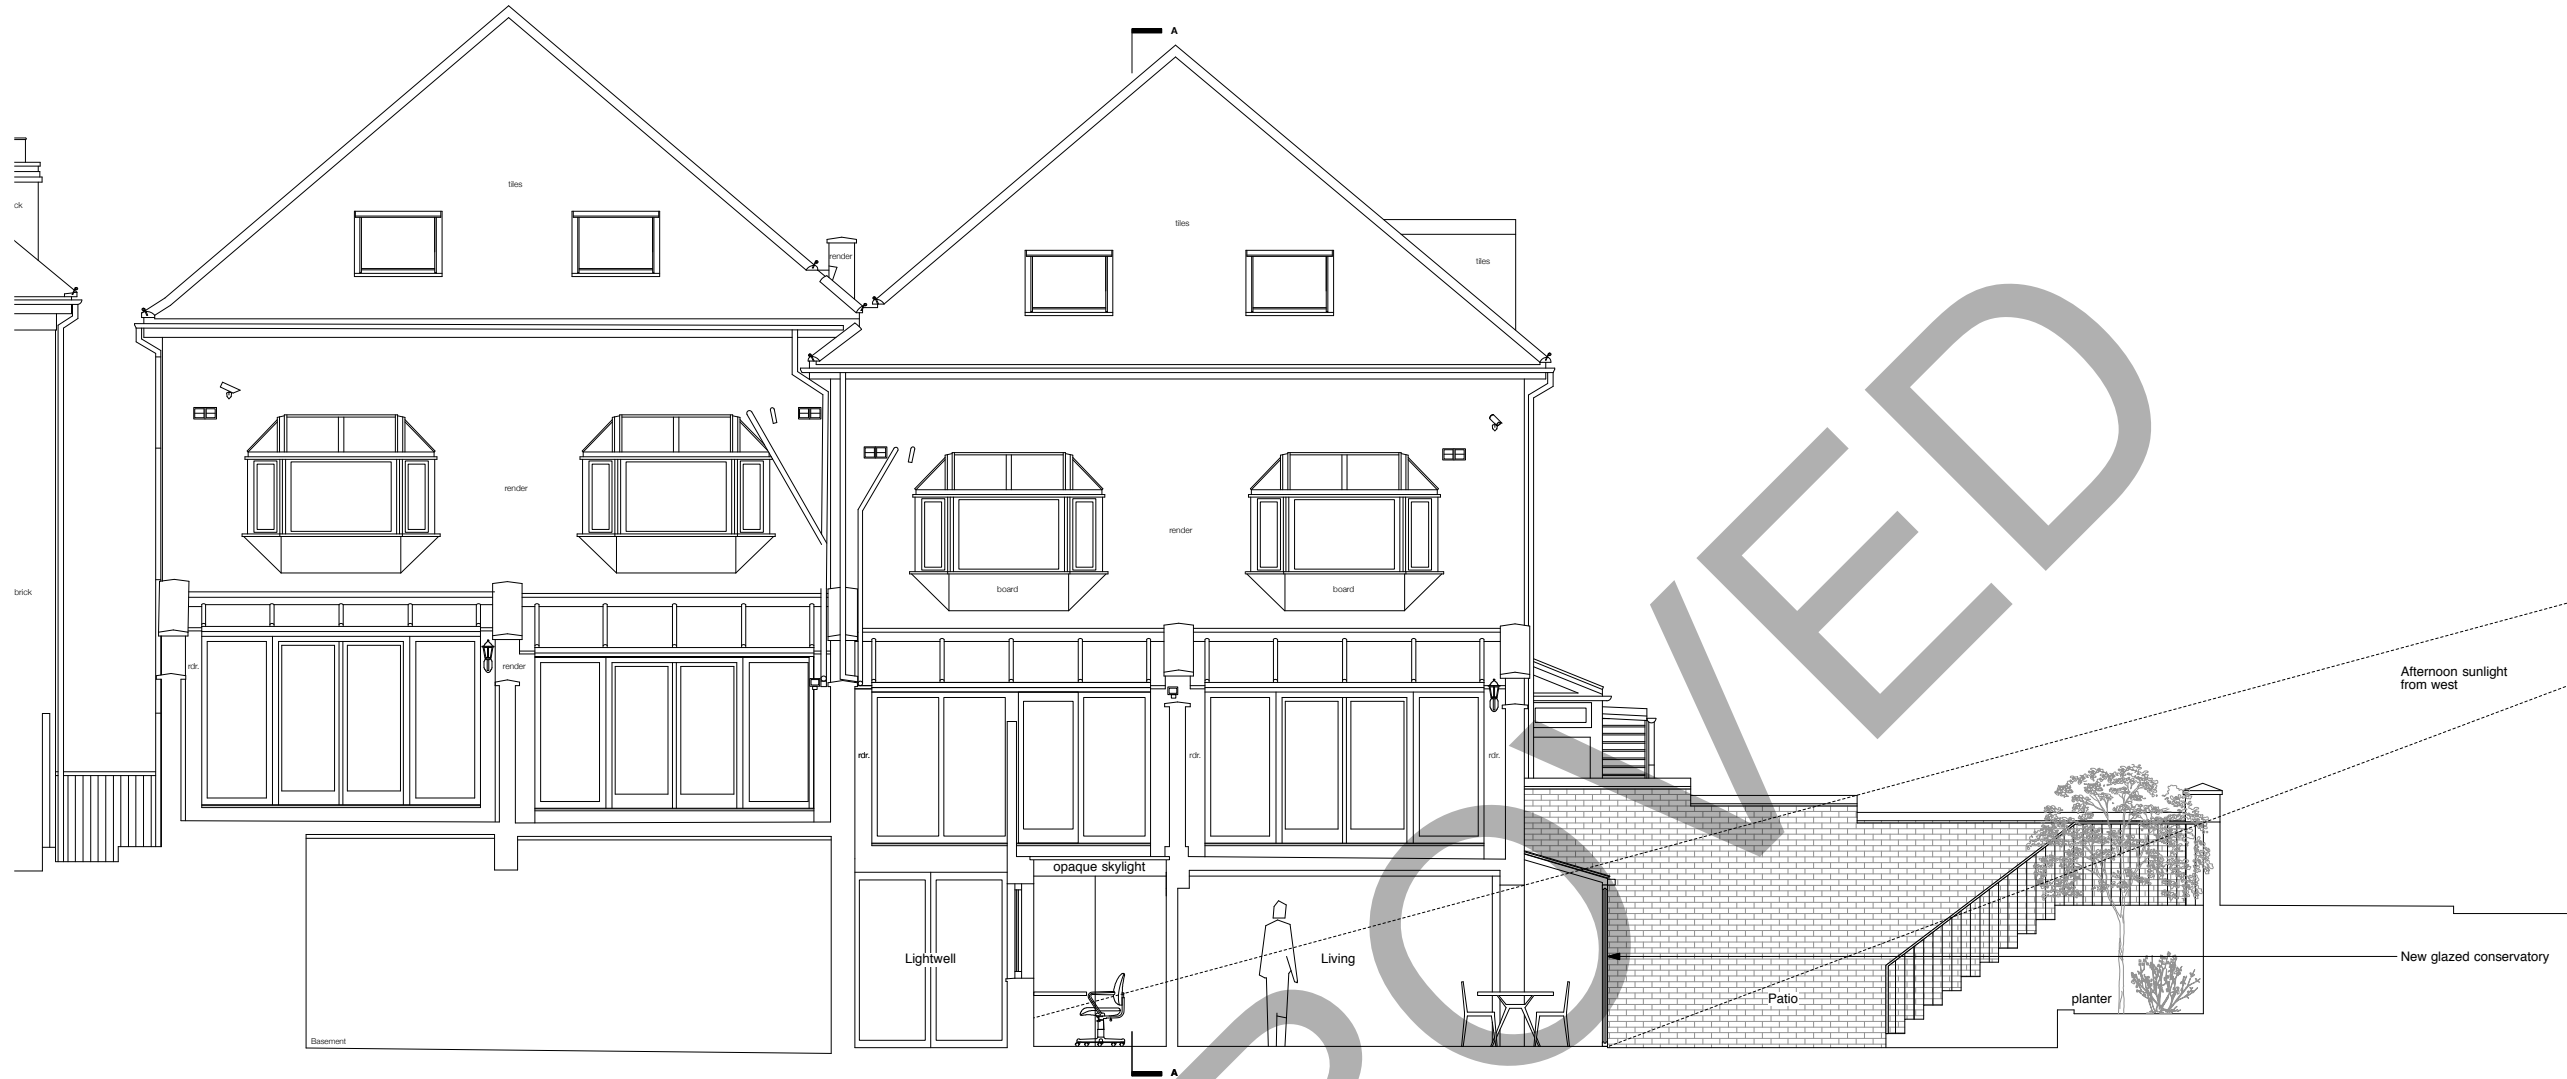 A
tiles
ck
tiles
render
tiles
render
render
brick
board
board
rdr.
render
Afternoon sunlight
from west
rdr.
rdr.
rdr.
opaque skylight
Lightwell
Living
New glazed conservatory
Patio
planter
Basement
A
OVED